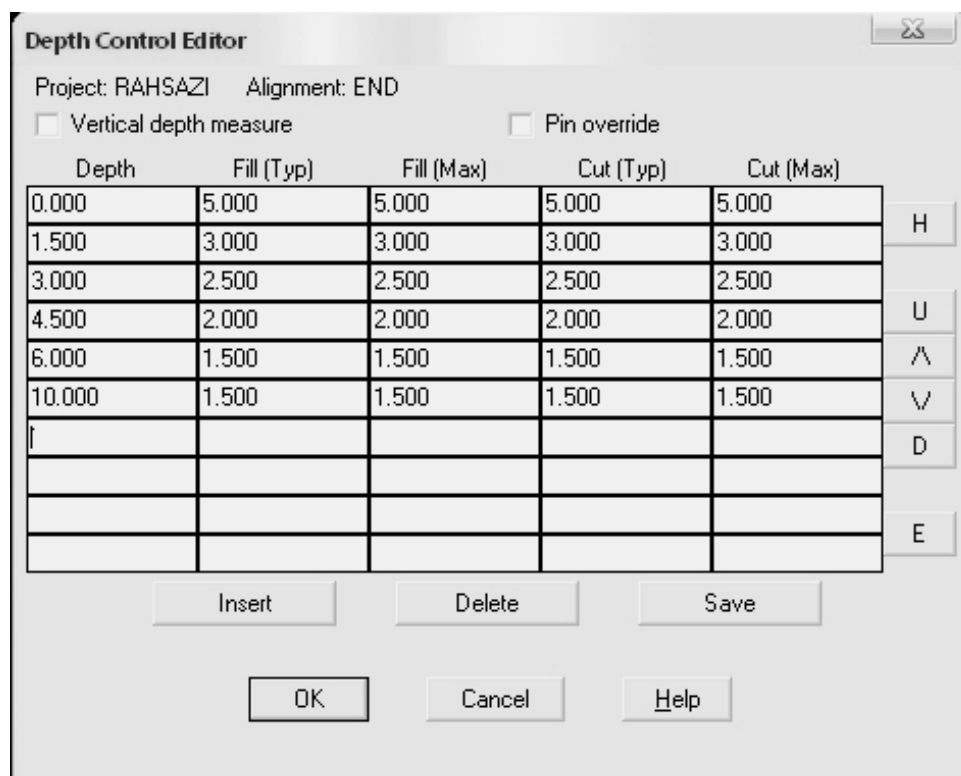 Depth Control Editor
Project: RAHSAZI Alignment: END
Vertical depth measure Pin override
Depth Fill (Typ) Fill (Max) Cut (Typ) Cut (Max)
0.000 5.000 5.000 5.000 5.000
H
1.500 3.000 3.000 3.000 3.000
3.000 2.500 2.500 2.500 2.500
U
4.500 2.000 2.000 2.000 2.000
6.000 1.500 1.500 1.500 1.500
/\
10.000 1.500 1.500 1.500 1.500
\/
D
E
Insert Delete Save
OK Cancel Help